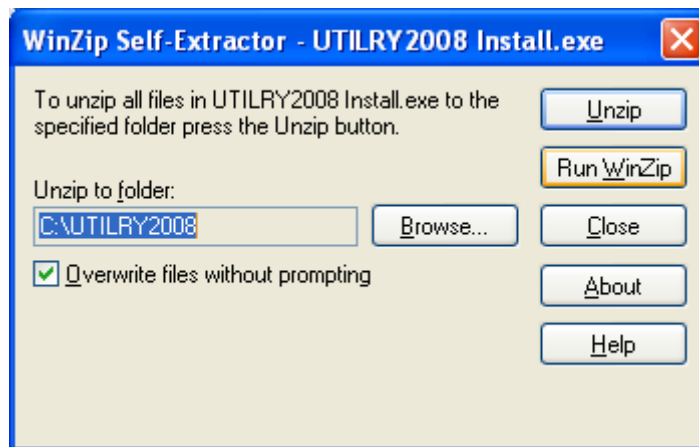 WinZip Self-Extractor - UTILRY2008 Install.exe
To unzip all files in UTILRY2008 Install.exe to the
specified folder press the Unzip button.
Unzip to folder:
C:\UTILRY2008
Browse...
Overwrite files without prompting
Unzip
Run WinZip
Close
About
Help